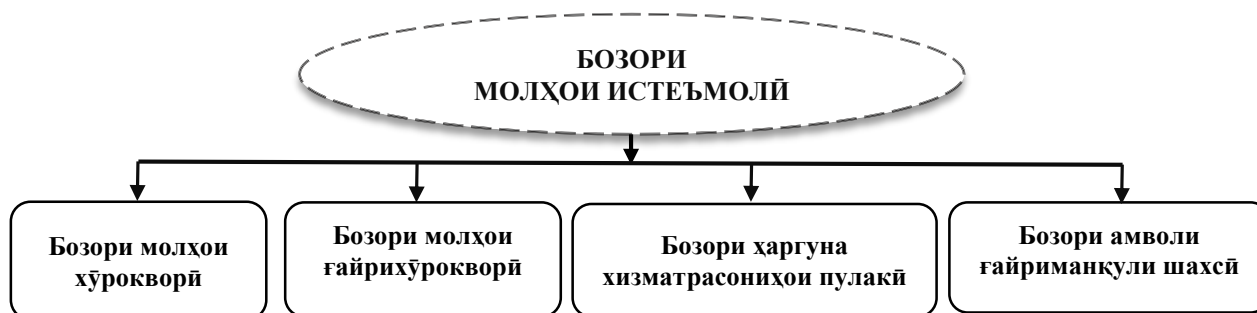 БОЗОРИ
МОЛҲОИ ИСТЕЪМОЛӢ
Бозори молҳои
хӯрокворӣ
Бозори молҳои
ғайрихӯрокворӣ
Бозори ҳаргуна
хизматрасониҳои пулакӣ
Бозори амволи
ғайриманқули шахсӣ